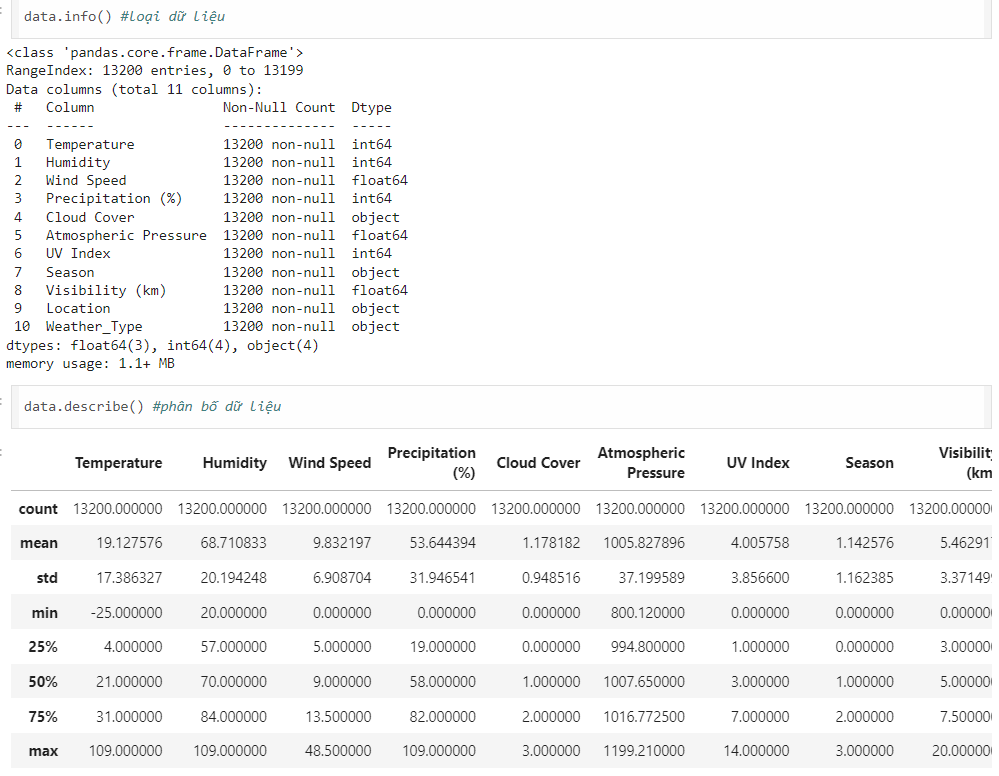 data.info() #loại dữ liệu
<class 'pandas.core.frame.DataFrame'>
RangeIndex: 13200 entries, 0 to 13199
Data columns (total 11 columns):
# Column Non-Null Count Dtype
--- ------ -------------- -----
0 Temperature 13200 non-null int64
1 Humidity 13200 non-null int64
2 Wind Speed 13200 non-null float64
3 Precipitation (%) 13200 non-null int64
4 Cloud Cover 13200 non-null object
5 Atmospheric Pressure 13200 non-null float64
6 UV Index 13200 non-null int64
7 Season 13200 non-null object
8 Visibility (km) 13200 non-null float64
9 Location 13200 non-null object
10 Weather_Type 13200 non-null object
dtypes: float64(3), int64(4), object(4)
memory usage: 1.1+ MB
data.describe() #phân bố dữ liệu
Temperature Humidity Wind Speed Precipitation (%) Cloud Cover Atmospheric Pressure UV Index Season Visibility (km
count 13200.000000 13200.000000 13200.000000 13200.000000 13200.000000 13200.000000 13200.000000 13200.000000 13200.00000
mean 19.127576 68.710833 9.832197 53.644394 1.178182 1005.827896 4.005758 1.142576 5.46291
std 17.386327 20.194248 6.908704 31.946541 0.948516 37.199589 3.856600 1.162385 3.37149
min -25.000000 20.000000 0.000000 0.000000 0.000000 800.120000 0.000000 0.000000 0.00000
25% 4.000000 57.000000 5.000000 19.000000 0.000000 994.800000 1.000000 0.000000 3.00000
50% 21.000000 70.000000 9.000000 58.000000 1.000000 1007.650000 3.000000 1.000000 5.00000
75% 31.000000 84.000000 13.500000 82.000000 2.000000 1016.772500 7.000000 2.000000 7.50000
max 109.000000 109.000000 48.500000 109.000000 3.000000 1199.210000 14.000000 3.000000 20.00000